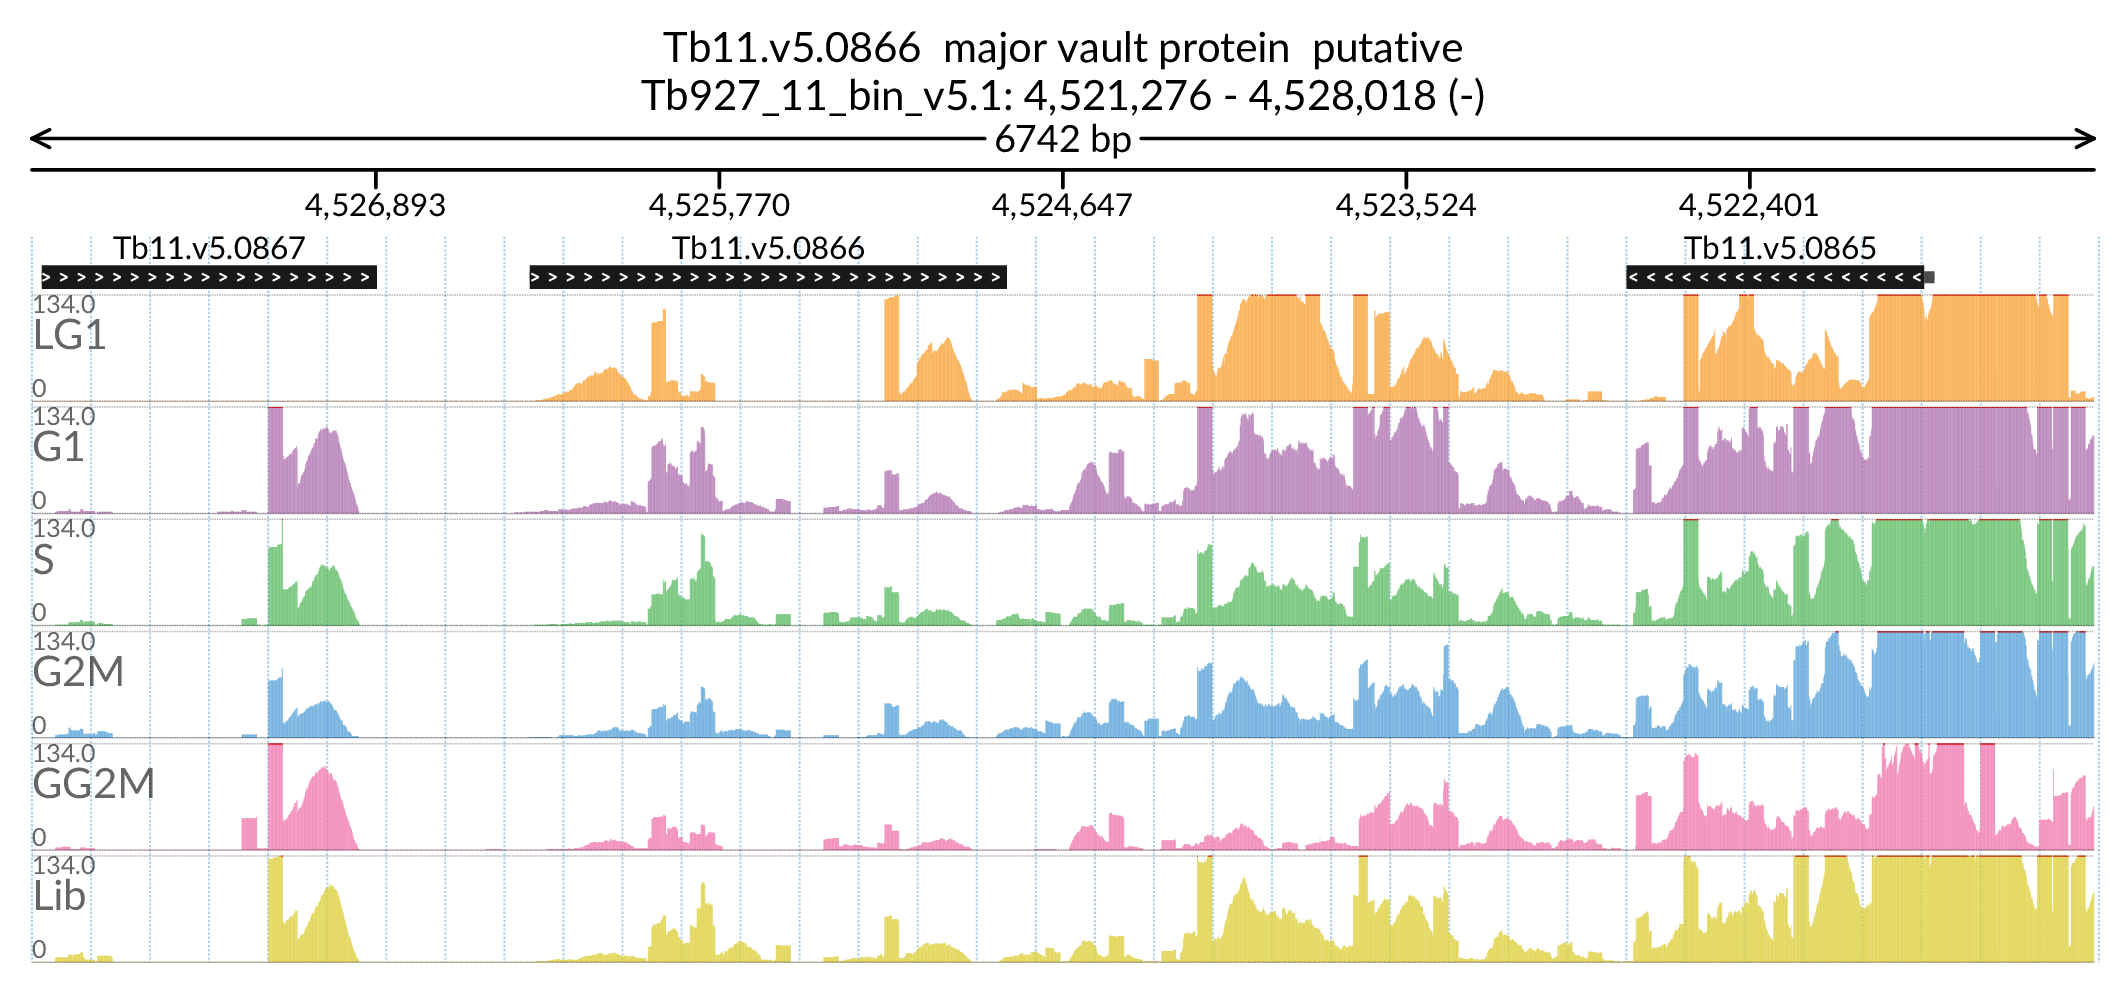 Tb11.v5.0866 major vault protein putative
Tb927_11_bin_v5.1: 4,521,276 - 4,528,018 (-)
6742 bp
4,526,893 4,525,770 4,524,647 4,523,524 4,522,401
Tb11.v5.0867 Tb11.v5.0866 Tb11.v5.0865
134.0
LG1
0
134.0
G1
0
134.0
S
0
134.0
G2M
0
134.0
GG2M
0
134.0
Lib
0